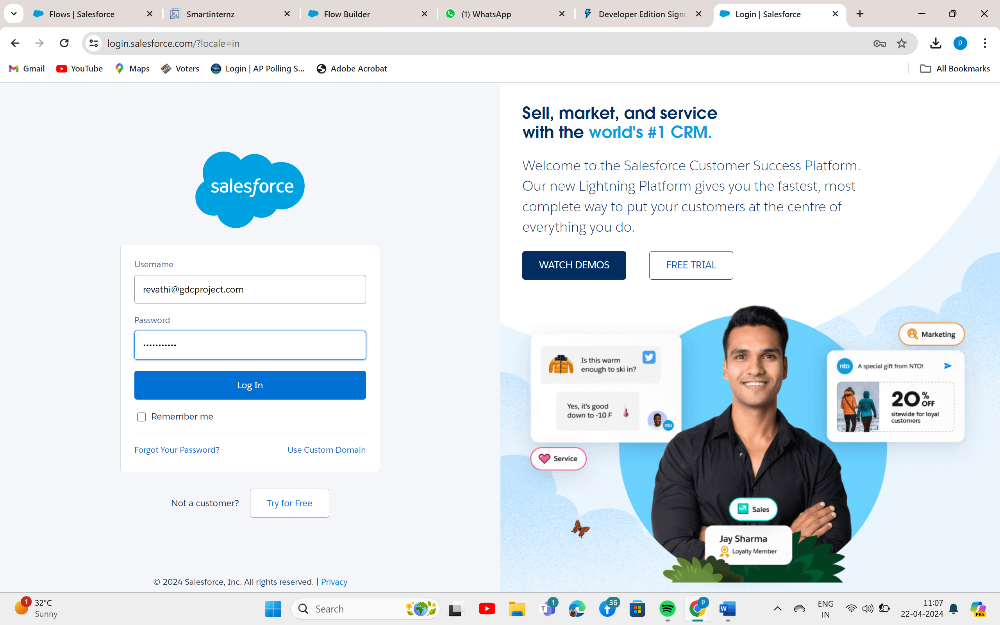 Flows | Salesforce
Smartinternz
Flow Builder
(1) WhatsApp
Developer Edition Signu
Login | Salesforce
login.salesforce.com/?locale=in
P
Gmail
YouTube
Maps
Voters
Login | AP Polling S...
Adobe Acrobat
All Bookmarks
salesforce
Username
revathi@gdcproject.com
Password
•••••••••••
Log In
Remember me
Forgot Your Password?
Use Custom Domain
Not a customer?
Try for Free
© 2024 Salesforce, Inc. All rights reserved. | Privacy
Sell, market, and service
with the world's #1 CRM.
Welcome to the Salesforce Customer Success Platform.
Our new Lightning Platform gives you the fastest, most
complete way to put your customers at the centre of
everything you do.
WATCH DEMOS
FREE TRIAL
Is this warm
enough to ski in?
Yes, it's good
down to -10 F
nto
Service
Marketing
nto
A special gift from NTO!
20% OFF
sitewide for loyal
customers
Sales
Jay Sharma
Loyalty Member
1
32°C
Sunny
Search
T
1
36
P
W
ENG
IN
11:07
22-04-2024
PRE